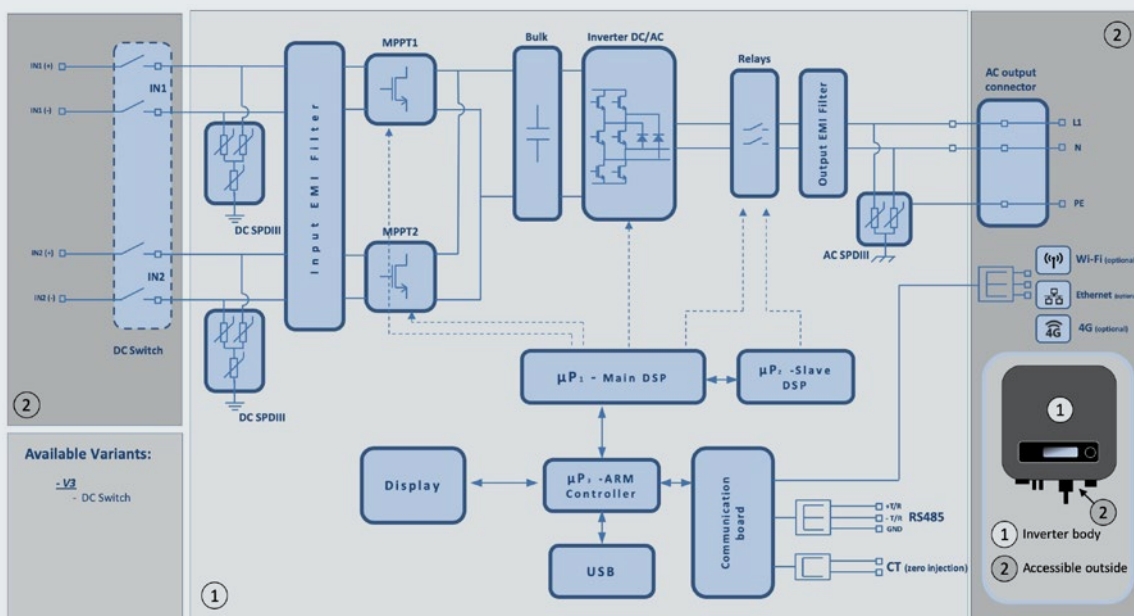 2
1
MPPT1
Bulk
Inverter DC/AC
Relays
2
AC output
connector
IN1 (+)
IN1
IN1 (-)
L1
N
PE
Input EMI Filter
Output EMI Filter
DC SPDIII
AC SPDIII
MPPT2
IN2 (+)
IN2
IN2 (-)
DC Switch
2
DC SPDIII
Wi-Fi (optional)
Ethernet
4G
4G (optional)
µP1 - Main DSP
µP2 -Slave
DSP
Available Variants:
- V3
- DC Switch
Display
µP3 -ARM
Controller
USB
Communication
board
+T/R
- T/R
GND
RS485
CT (zero injection)
1
1
2
1 Inverter body
2 Accessible outside